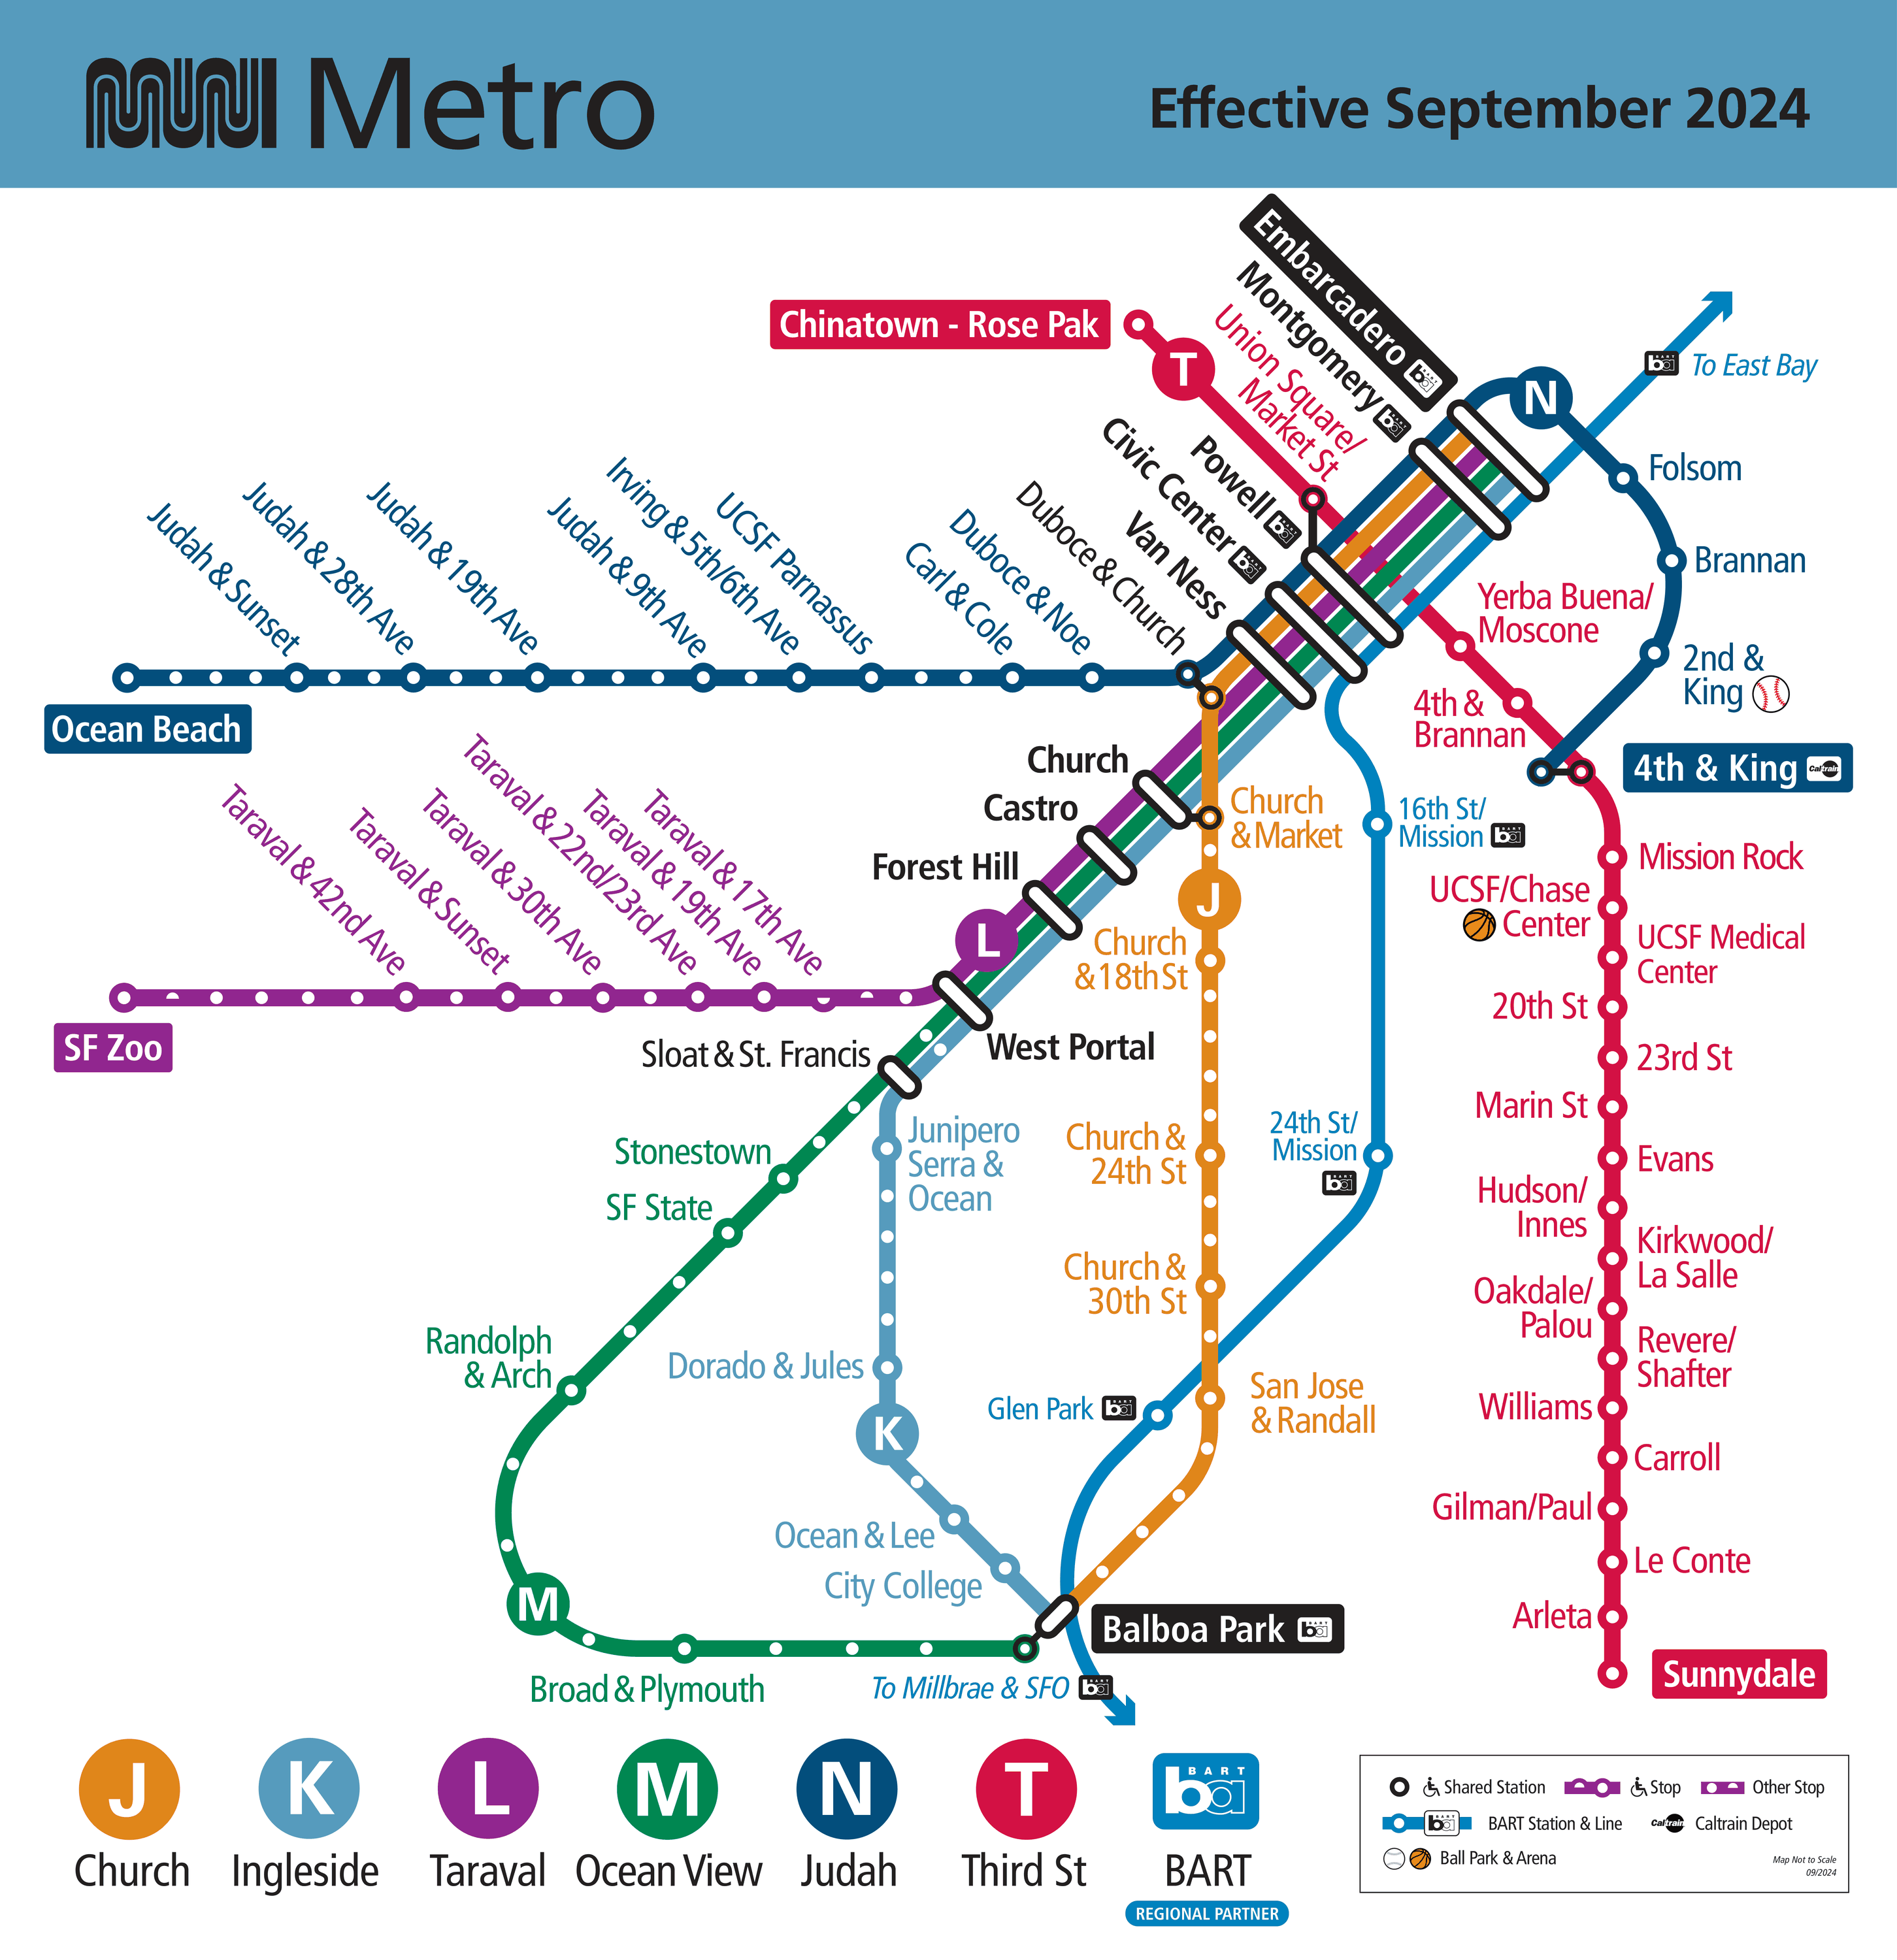 MUNI Metro
Effective September 2024
Embarcadero
Montgomery
Union Square/
Market St
Chinatown - Rose Pak
T
N
To East Bay
Powell
Civic Center
Van Ness
Duboce & Church
Duboce & Noe
Carl & Cole
UCSF Parnassus
Irving & 5th/6th Ave
Judah & 9th Ave
Judah & 19th Ave
Judah & 28th Ave
Judah & Sunset
Ocean Beach
Folsom
Brannan
2nd &
King
4th & King Caltrain
Yerba Buena/
Moscone
4th &
Brannan
Church
Castro
Forest Hill
L
West Portal
Taraval & 17th Ave
Taraval & 19th Ave
Taraval & 22nd/23rd Ave
Taraval & 30th Ave
Taraval & Sunset
Taraval & 42nd Ave
SF Zoo
Church
& Market
J
Church
& 18th St
Church &
24th St
Church &
30th St
San Jose
& Randall
16th St/
Mission
24th St/
Mission
Glen Park
Mission Rock
UCSF/Chase
Center
UCSF Medical
Center
20th St
23rd St
Marin St
Evans
Hudson/
Innes
Kirkwood/
La Salle
Oakdale/
Palou
Revere/
Shafter
Williams
Carroll
Gilman/Paul
Le Conte
Arleta
Sunnydale
Sloat & St. Francis
Stonestown
SF State
Randolph
& Arch
M
Broad & Plymouth
Junipero
Serra &
Ocean
Dorado & Jules
K
Ocean & Lee
City College
Balboa Park
To Millbrae & SFO
J
Church
K
Ingleside
L
Taraval
M
Ocean View
N
Judah
T
Third St
BART
ba
BART
REGIONAL PARTNER
Shared Station
Stop
Other Stop
BART Station & Line
Caltrain
Caltrain Depot
Ball Park & Arena
Map Not to Scale
09/2024